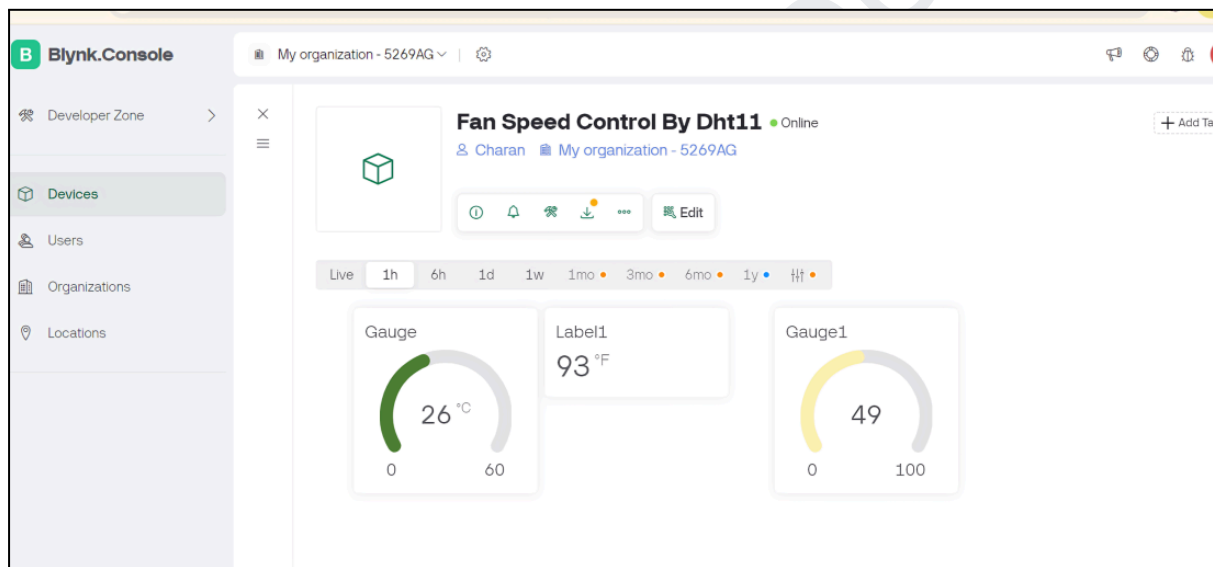 B Blynk.Console
My organization - 5269AG
Developer Zone
Devices
Users
Organizations
Locations
Fan Speed Control By Dht11 Online
Charan My organization - 5269AG
Edit
+ Add Ta
Live 1h 6h 1d 1w 1mo 3mo 6mo 1y
Gauge
26 °C
0 60
Label1
93 °F
Gauge1
49
0 100